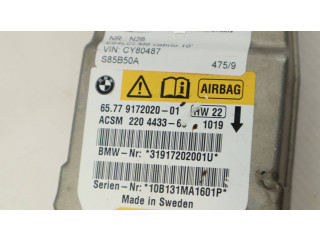 NR: N26
VIN: CY80487
S85B50A 475/9
AIRBAG
65.77 9172020-01 HW 22
ACSM 220 4433-6 1019
BMW-Nr: *31917202001U*
Serien-Nr: *10B131MA1601P*
Made in Sweden